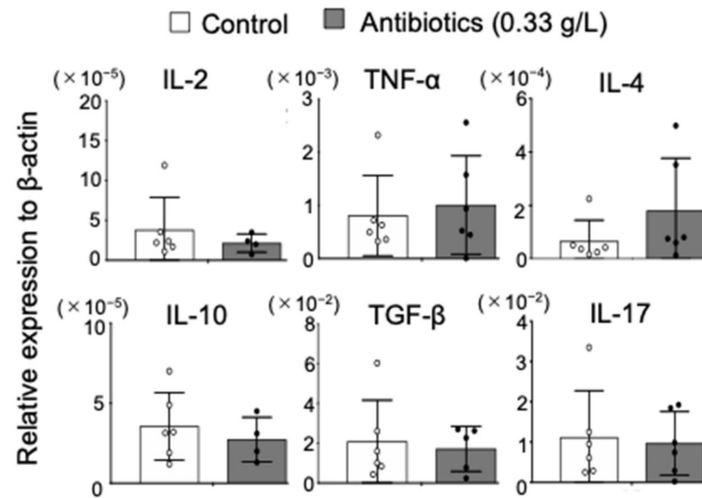 Control Antibiotics (0.33 g/L)
(×10⁻⁵) IL-2 (×10⁻³) TNF-α (×10⁻⁴) IL-4
20 15 10 5 0
3 2 1 0
6 4 2 0
Relative expression to β-actin
(×10⁻⁵) IL-10 (×10⁻²) TGF-β (×10⁻²) IL-17
10 5 0
8 6 4 2 0
4 3 2 1 0